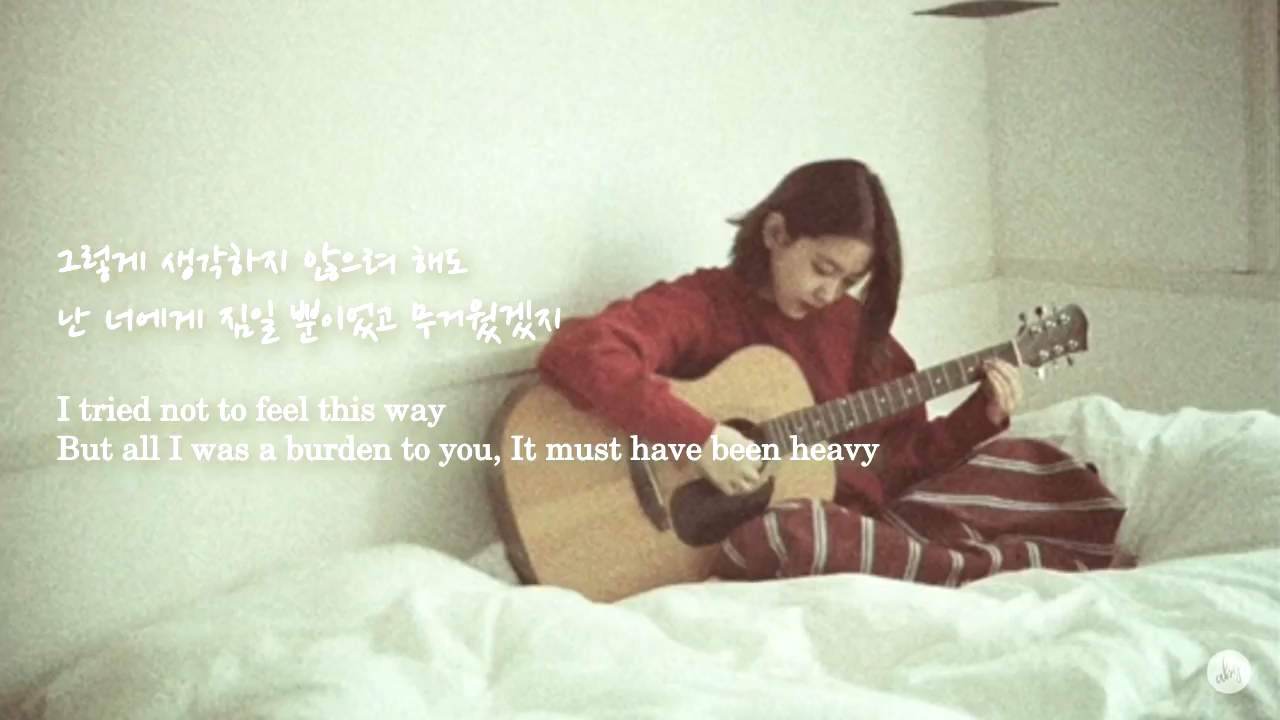 그렇게 생각하지 않으려 해도
난 너에게 짐일 뿐이었고 무거웠겠지
I tried not to feel this way
But all I was a burden to you, It must have been heavy
aby